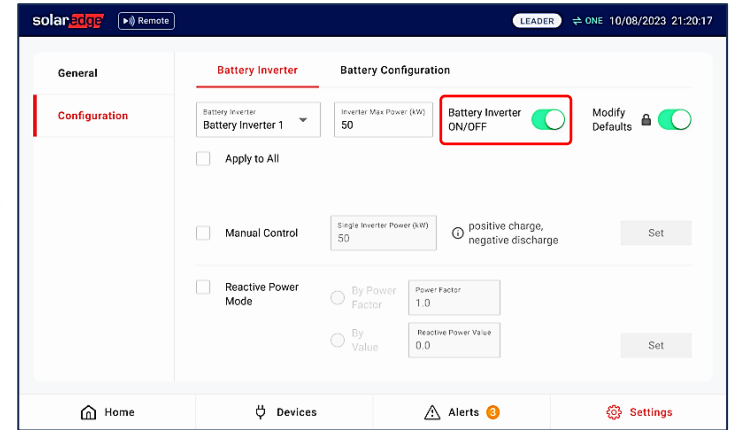 solaredge Remote LEADER ONE 10/08/2023 21:20:17
General
Configuration
Battery Inverter Battery Configuration
Battery Inverter
Battery Inverter 1
Inverter Max Power (kW)
50
Battery Inverter
ON/OFF
Modify
Defaults
Apply to All
Manual Control
Single Inverter Power (kW)
50
positive charge,
negative discharge
Set
Reactive Power
Mode
By Power
Factor
Power Factor
1.0
By
Value
Reactive Power Value
0.0
Set
Home Devices Alerts 3 Settings